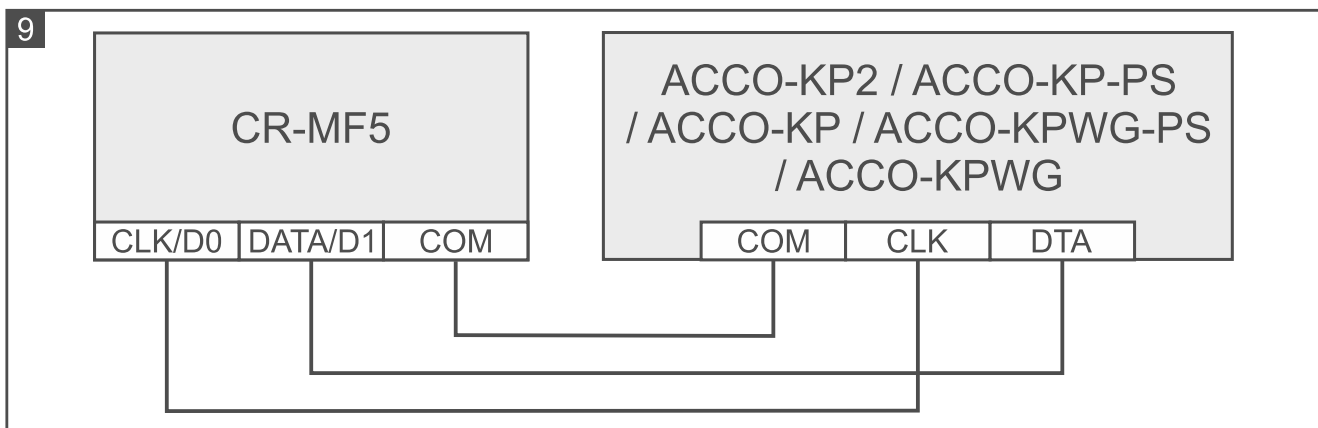 9
CR-MF5
CLK/D0 DATA/D1 COM
ACCO-KP2 / ACCO-KP-PS
/ ACCO-KP / ACCO-KPWG-PS
/ ACCO-KPWG
COM CLK DTA